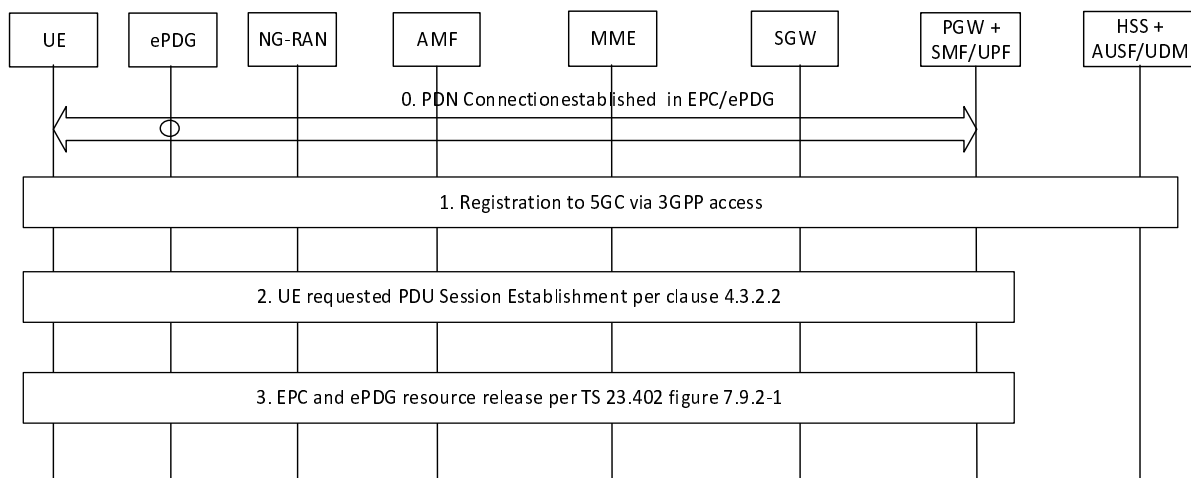 UE
ePDG
NG-RAN
AMF
MME
SGW
PGW +
SMF/UPF
HSS +
AUSF/UDM
0. PDN Connectionestablished in EPC/ePDG
1. Registration to 5GC via 3GPP access
2. UE requested PDU Session Establishment per clause 4.3.2.2
3. EPC and ePDG resource release per TS 23.402 figure 7.9.2-1